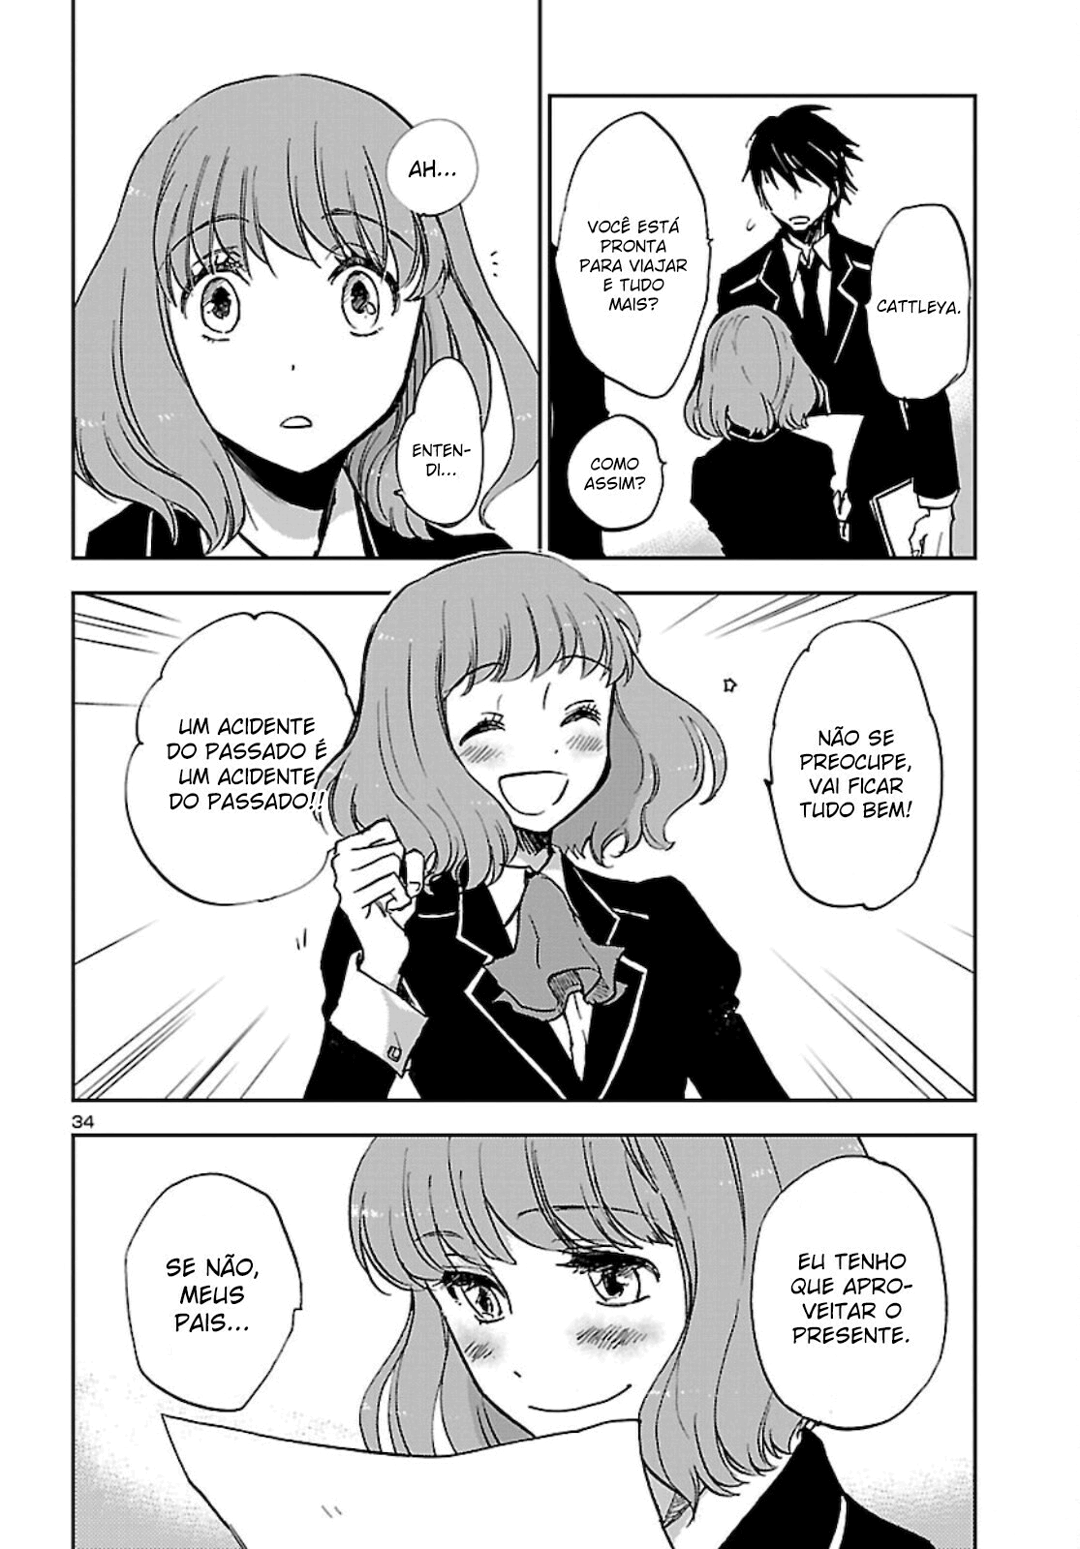 CATTLEYA.
VOCÊ ESTÁ
PRONTA
PARA VIAJAR
E TUDO
MAIS?
COMO
ASSIM?
AH...
ENTEN-
DI...
NÃO SE
PREOCUPE,
VAI FICAR
TUDO BEM!
UM ACIDENTE
DO PASSADO É
UM ACIDENTE
DO PASSADO!!
34
EU TENHO
QUE APRO-
VEITAR O
PRESENTE.
SE NÃO,
MEUS
PAIS...